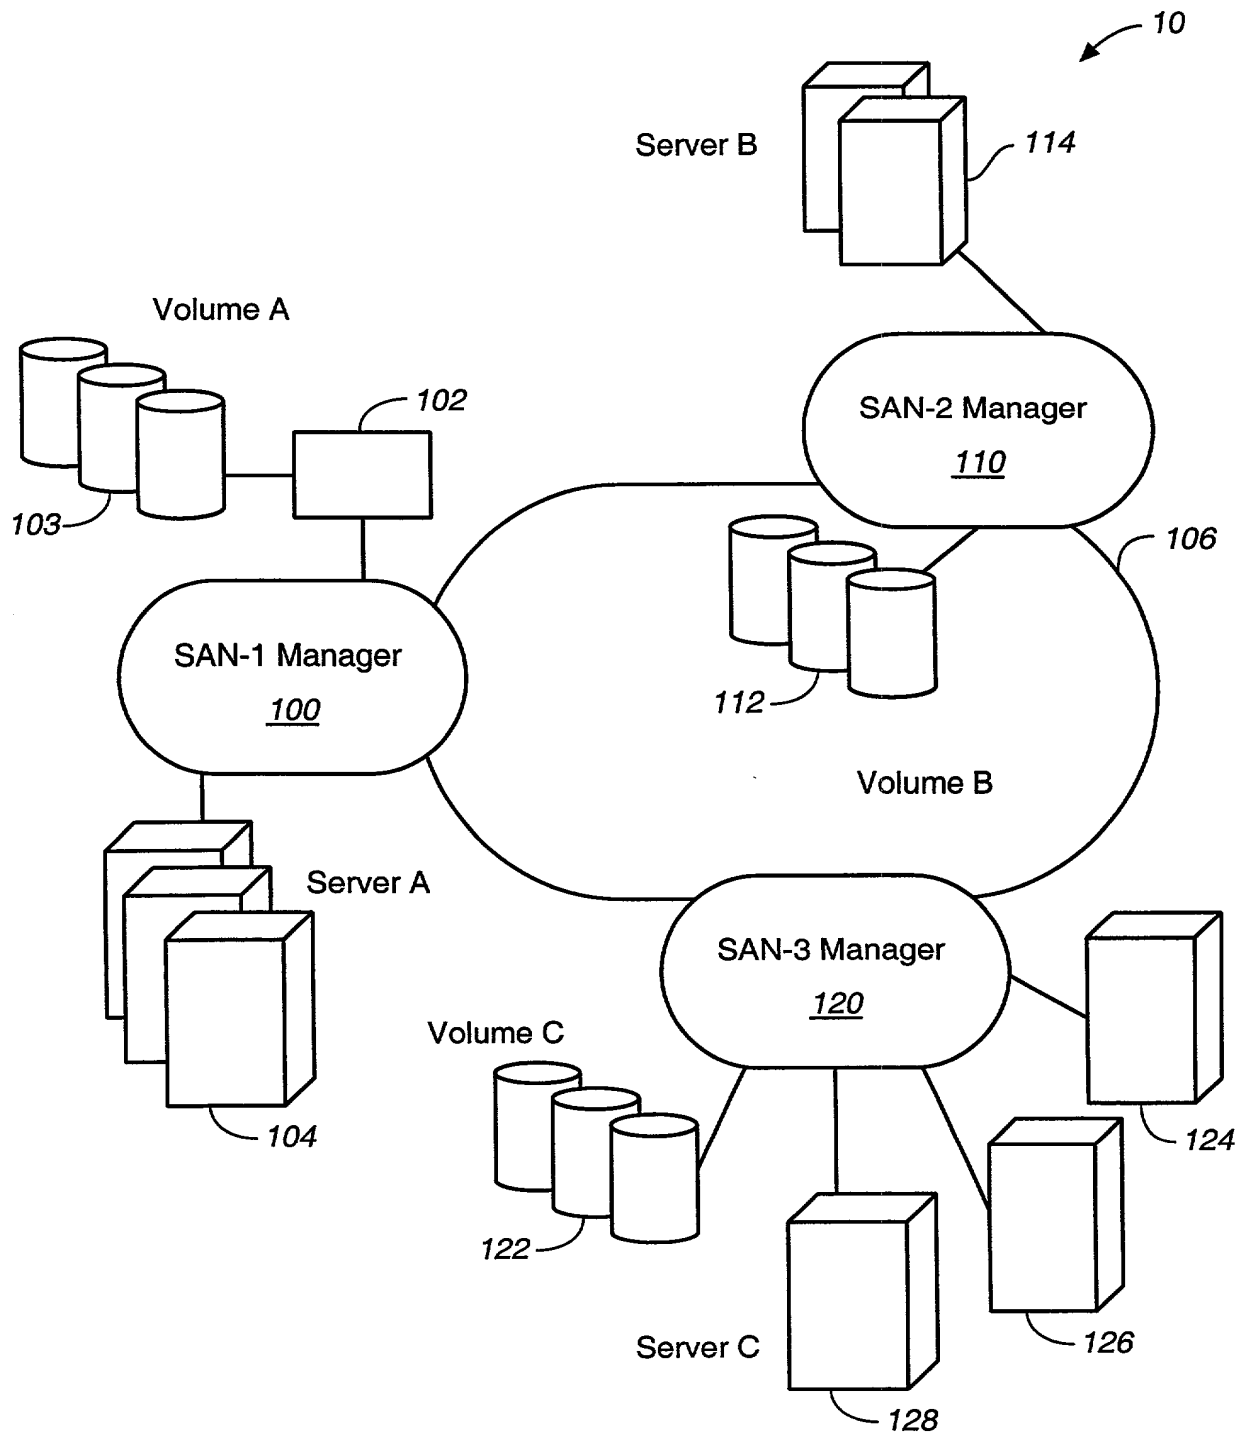 10
Server B
114
Volume A
102
SAN-2 Manager
110
103
106
SAN-1 Manager
100
112
Volume B
Server A
SAN-3 Manager
120
Volume C
104
124
122
126
Server C
128